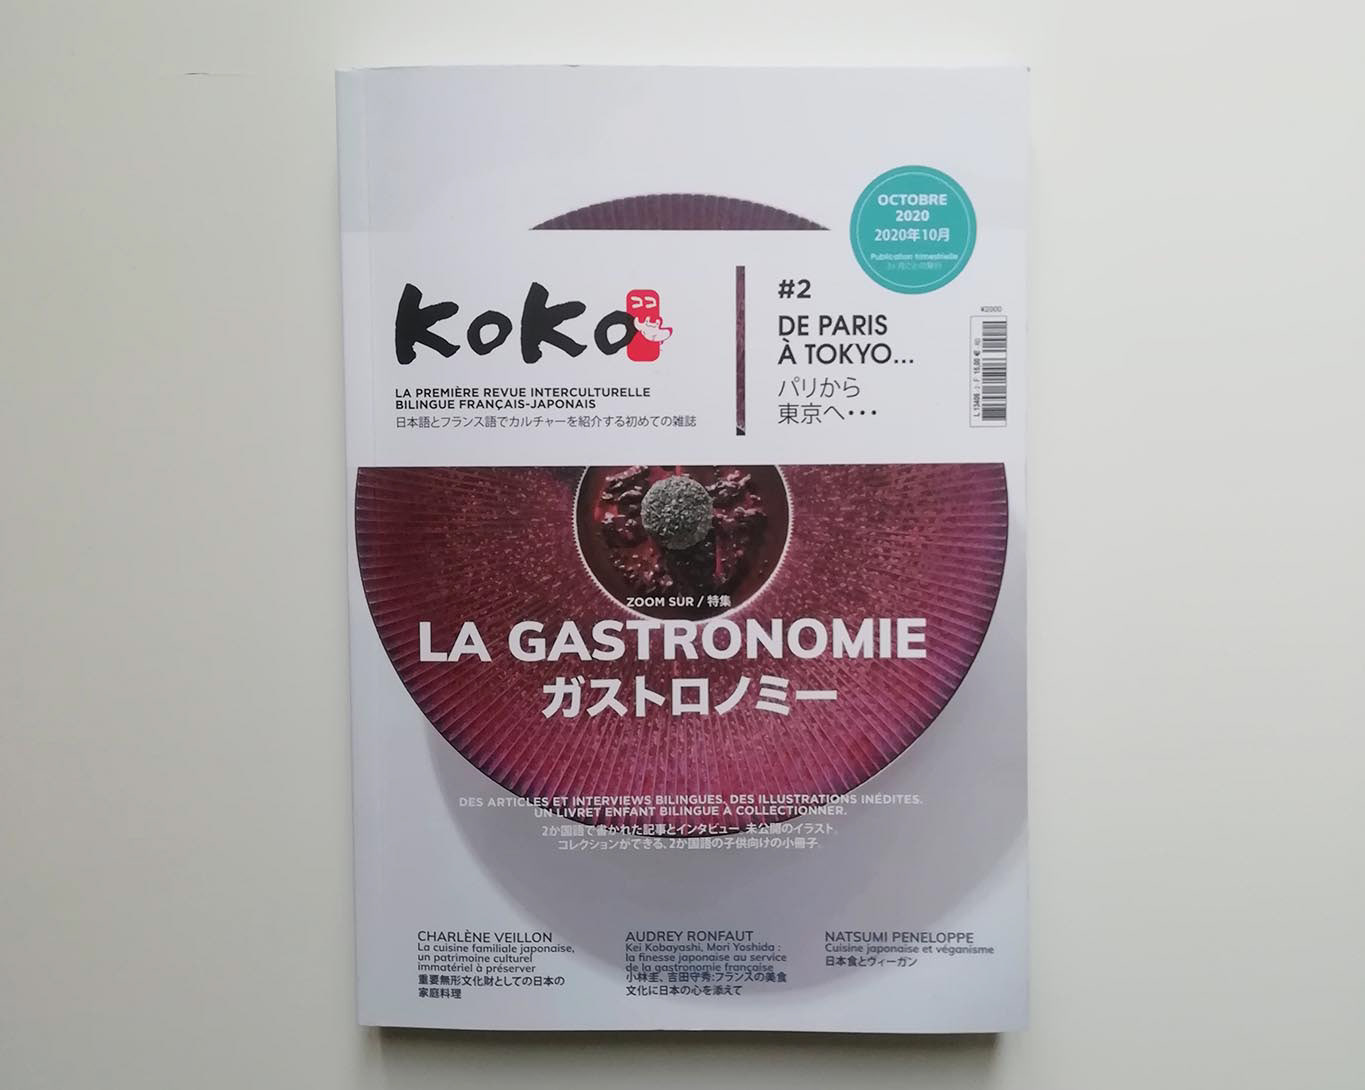 OCTOBRE
2020
2020年10月
Publication trimestrielle
3ヶ月ごとの発行
KoKo
ココ
LA PREMIÈRE REVUE INTERCULTURELLE
BILINGUE FRANÇAIS-JAPONAIS
日本語とフランス語でカルチャーを紹介する初めての雑誌
#2
DE PARIS
À TOKYO...
パリから
東京へ・・・
¥2000
ZOOM SUR / 特集
LA GASTRONOMIE
ガストロノミー
DES ARTICLES ET INTERVIEWS BILINGUES. DES ILLUSTRATIONS INÉDITES.
UN LIVRET ENFANT BILINGUE À COLLECTIONNER.
2か国語で書かれた記事とインタビュー。未公開のイラスト。
コレクションができる、2か国語の子供向けの小冊子。
CHARLÈNE VEILLON
La cuisine familiale japonaise,
un patrimoine culturel
immatériel à préserver
重要無形文化財としての日本の
家庭料理
AUDREY RONFAUT
Kei Kobayashi, Mori Yoshida :
la finesse japonaise au service
de la gastronomie française
小林圭、吉田守秀:フランスの美食
文化に日本の心を添えて
NATSUMI PENELOPPE
Cuisine japonaise et véganisme
日本食とヴィーガン